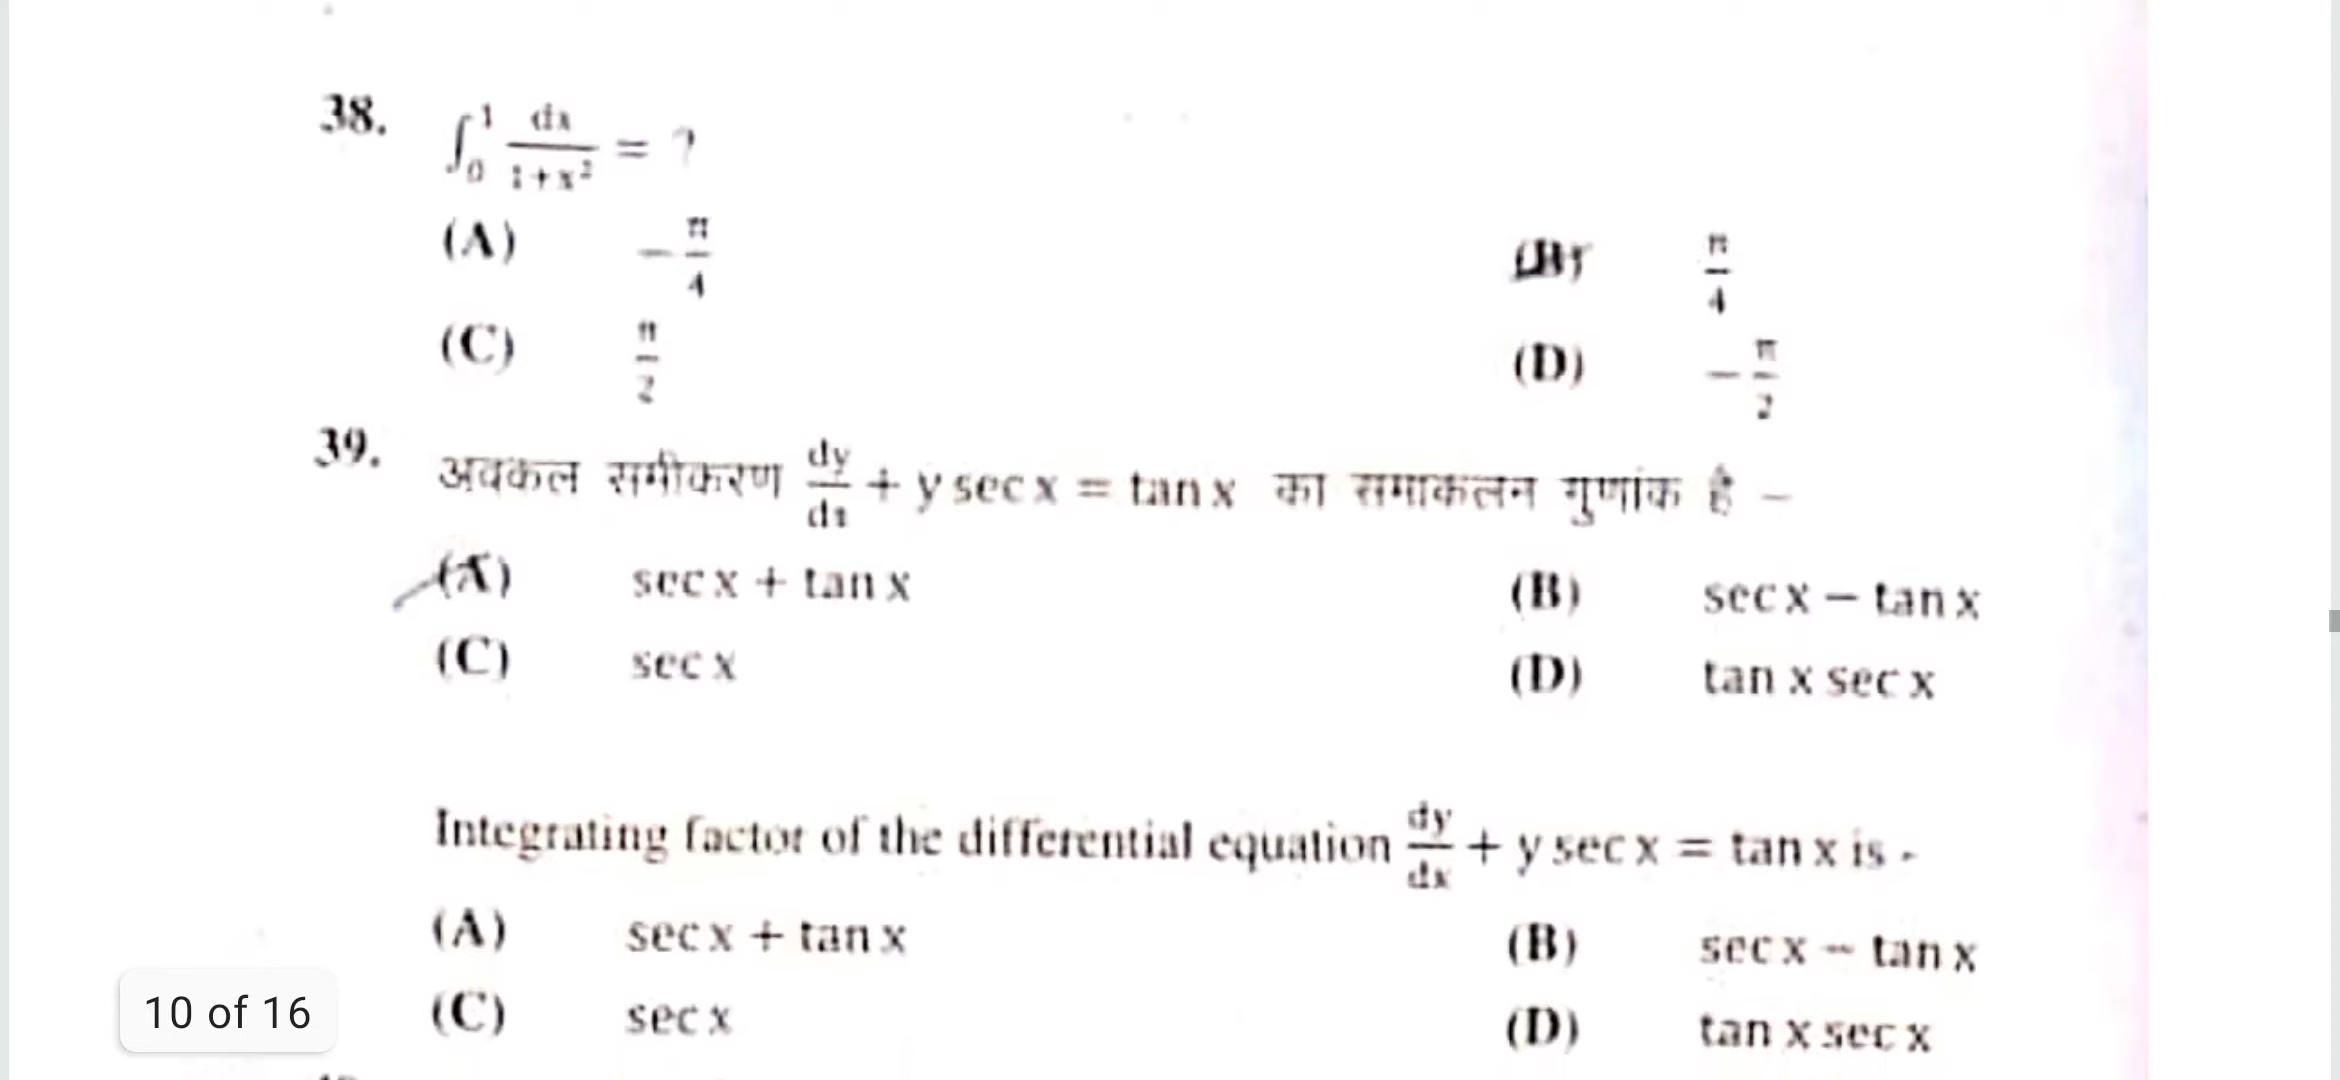 38. ∫₀¹ dx/1+x² = ?
(A) −π/4 (B) π/4
(C) π/2 (D) −π/2
39. अवकल समीकरण dy/dx + y sec x = tan x का समाकलन गुणांक है –
(A) sec x + tan x (B) sec x − tan x
(C) sec x (D) tan x sec x
Integrating factor of the differential equation dy/dx + y sec x = tan x is -
(A) sec x + tan x (B) sec x − tan x
(C) sec x (D) tan x sec x
10 of 16